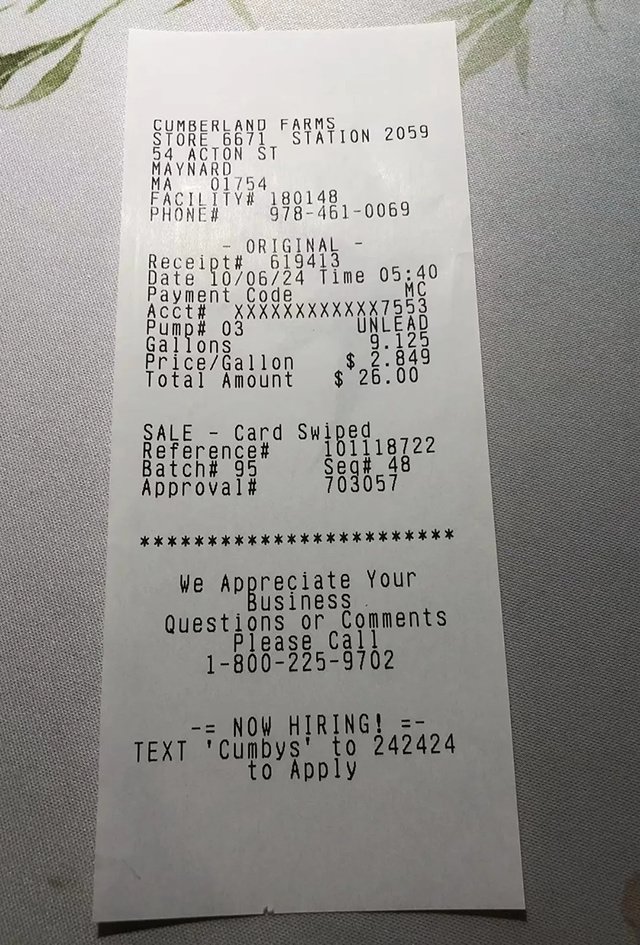 CUMBERLAND FARMS
STORE 6671 STATION 2059
54 ACTON ST
MAYNARD
MA 01754
FACILITY# 180148
PHONE# 978-461-0069
- ORIGINAL -
Receipt# 619413
Date 10/06/24 Time 05:40
Payment Code MC
Acct# XXXXXXXXXXXX7553
Pump# 03 UNLEAD
Gallons 9.125
Price/Gallon $ 2.849
Total Amount $ 26.00
SALE - Card Swiped
Reference# 101118722
Batch# 95 Seq# 48
Approval# 703057
************************
We Appreciate Your
Business
Questions or Comments
Please Call
1-800-225-9702
-= NOW HIRING! =-
TEXT 'Cumbys' to 242424
to Apply